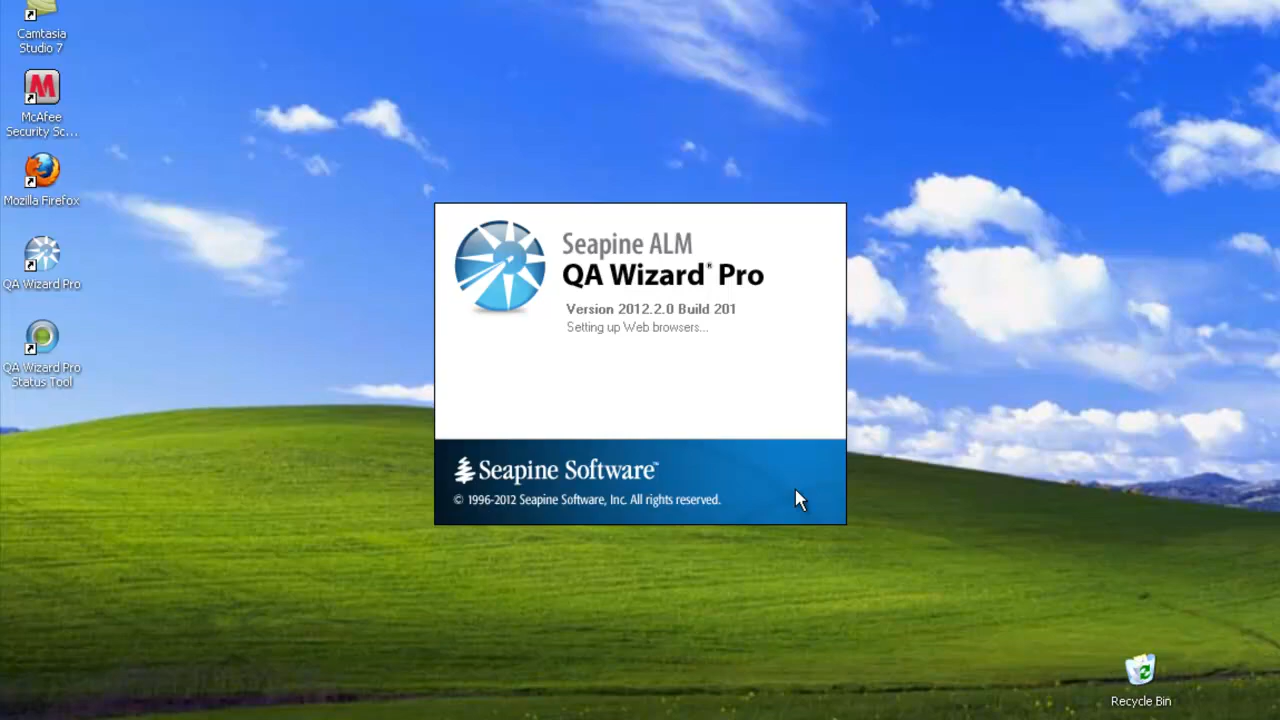 Camtasia
Studio 7
McAfee
Security Sc...
Mozilla Firefox
QA Wizard Pro
QA Wizard Pro
Status Tool
Seapine ALM
QA Wizard® Pro
Version 2012.2.0 Build 201
Setting up Web browsers...
Seapine Software™
© 1996-2012 Seapine Software, Inc. All rights reserved.
Recycle Bin